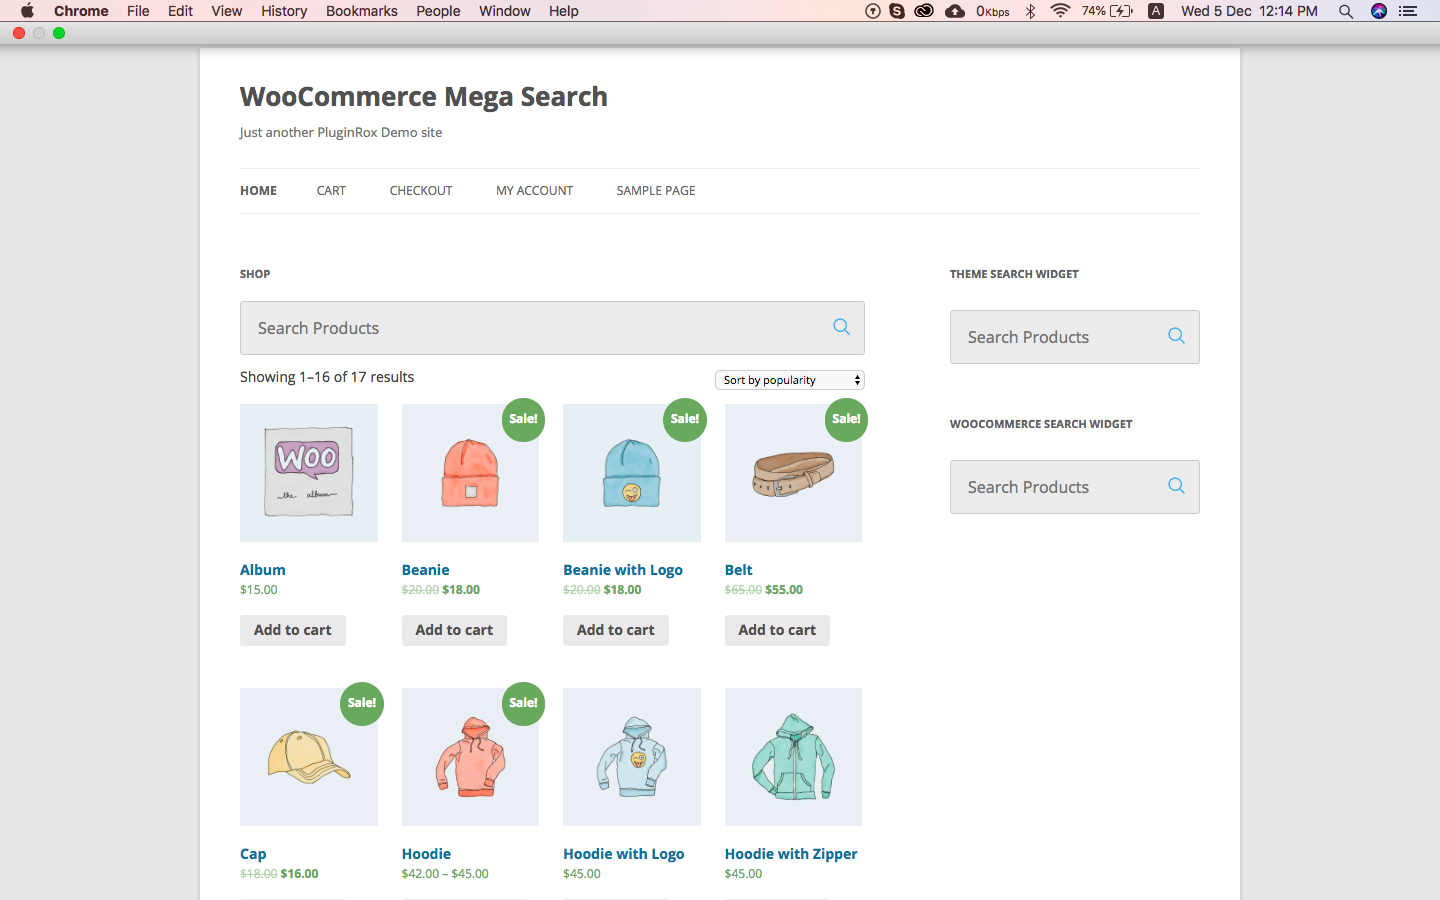 Chrome File Edit View History Bookmarks People Window Help 0Kbps 74% A Wed 5 Dec 12:14 PM
WooCommerce Mega Search
Just another PluginRox Demo site
HOME CART CHECKOUT MY ACCOUNT SAMPLE PAGE
SHOP
Search Products
Showing 1–16 of 17 results
Sort by popularity
WOO
the album
Album
$15.00
Add to cart
Sale!
Beanie
$20.00 $18.00
Add to cart
Sale!
Beanie with Logo
$20.00 $18.00
Add to cart
Sale!
Belt
$65.00 $55.00
Add to cart
Sale!
Cap
$18.00 $16.00
Sale!
Hoodie
$42.00 – $45.00
Hoodie with Logo
$45.00
Hoodie with Zipper
$45.00
THEME SEARCH WIDGET
Search Products
WOOCOMMERCE SEARCH WIDGET
Search Products